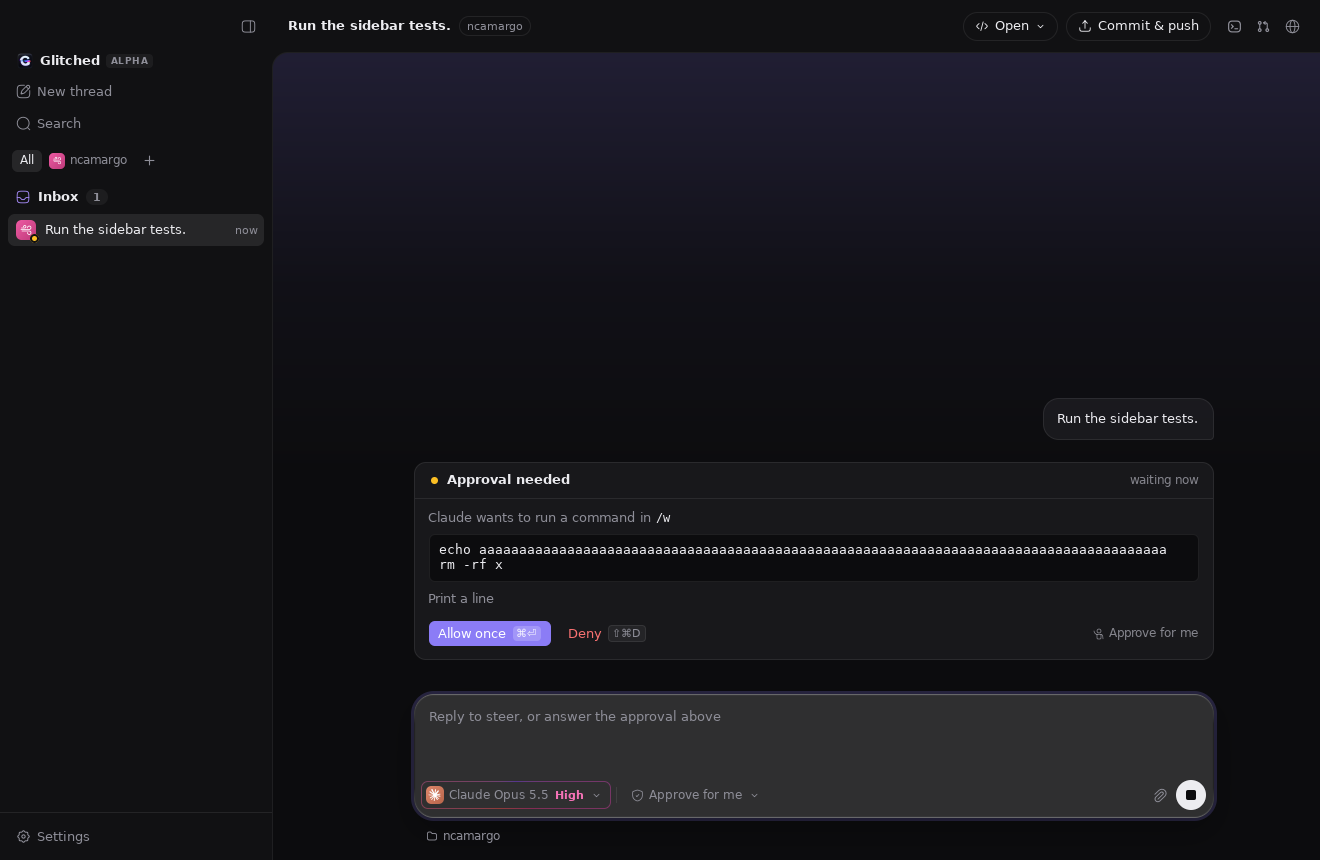 Run the sidebar tests. ncamargo
Open
Commit & push
Glitched ALPHA
New thread
Search
All ncamargo
Inbox 1
Run the sidebar tests. now
Run the sidebar tests.
Approval needed
waiting now
Claude wants to run a command in /w
echo aaaaaaaaaaaaaaaaaaaaaaaaaaaaaaaaaaaaaaaaaaaaaaaaaaaaaaaaaaaaaaaaaaaaaaaaaaaaaaaaaaaaaa
rm -rf x
Print a line
Allow once ⌘⏎
Deny ⇧⌘D
Approve for me
Reply to steer, or answer the approval above
Claude Opus 5.5 High
Approve for me
ncamargo
Settings